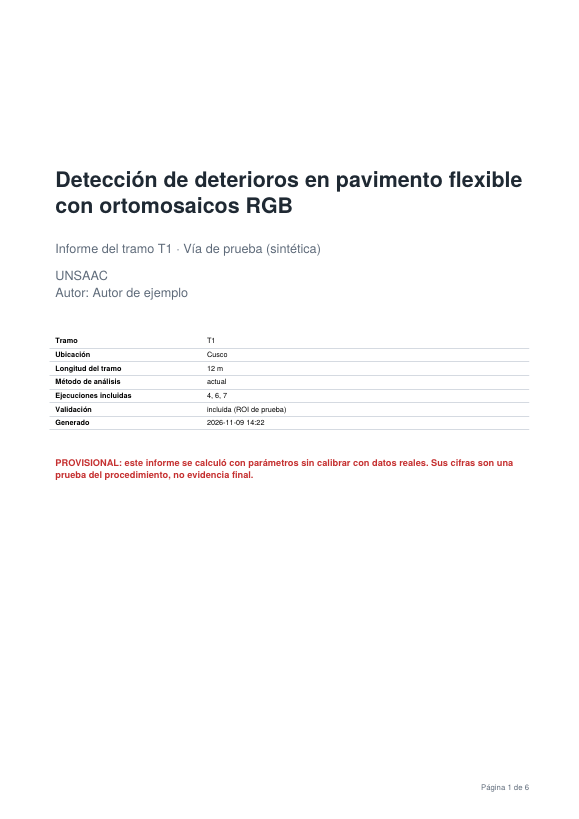 Detección de deterioros en pavimento flexible
con ortomosaicos RGB
Informe del tramo T1 · Vía de prueba (sintética)
UNSAAC
Autor: Autor de ejemplo
Tramo T1
Ubicación Cusco
Longitud del tramo 12 m
Método de análisis actual
Ejecuciones incluidas 4, 6, 7
Validación incluida (ROI de prueba)
Generado 2026-11-09 14:22
PROVISIONAL: este informe se calculó con parámetros sin calibrar con datos reales. Sus cifras son una
prueba del procedimiento, no evidencia final.
Página 1 de 6